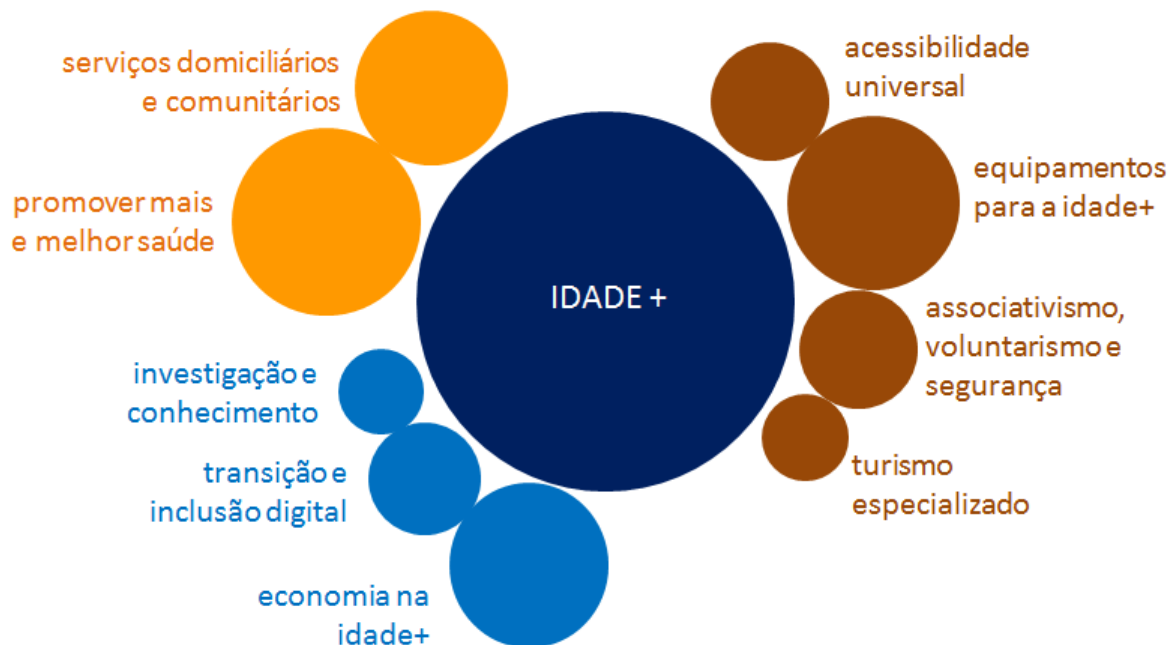 serviços domiciliários
e comunitários
promover mais
e melhor saúde
investigação e
conhecimento
transição e
inclusão digital
economia na
idade+
IDADE +
acessibilidade
universal
equipamentos
para a idade+
associativismo,
voluntarismo e
segurança
turismo
especializado